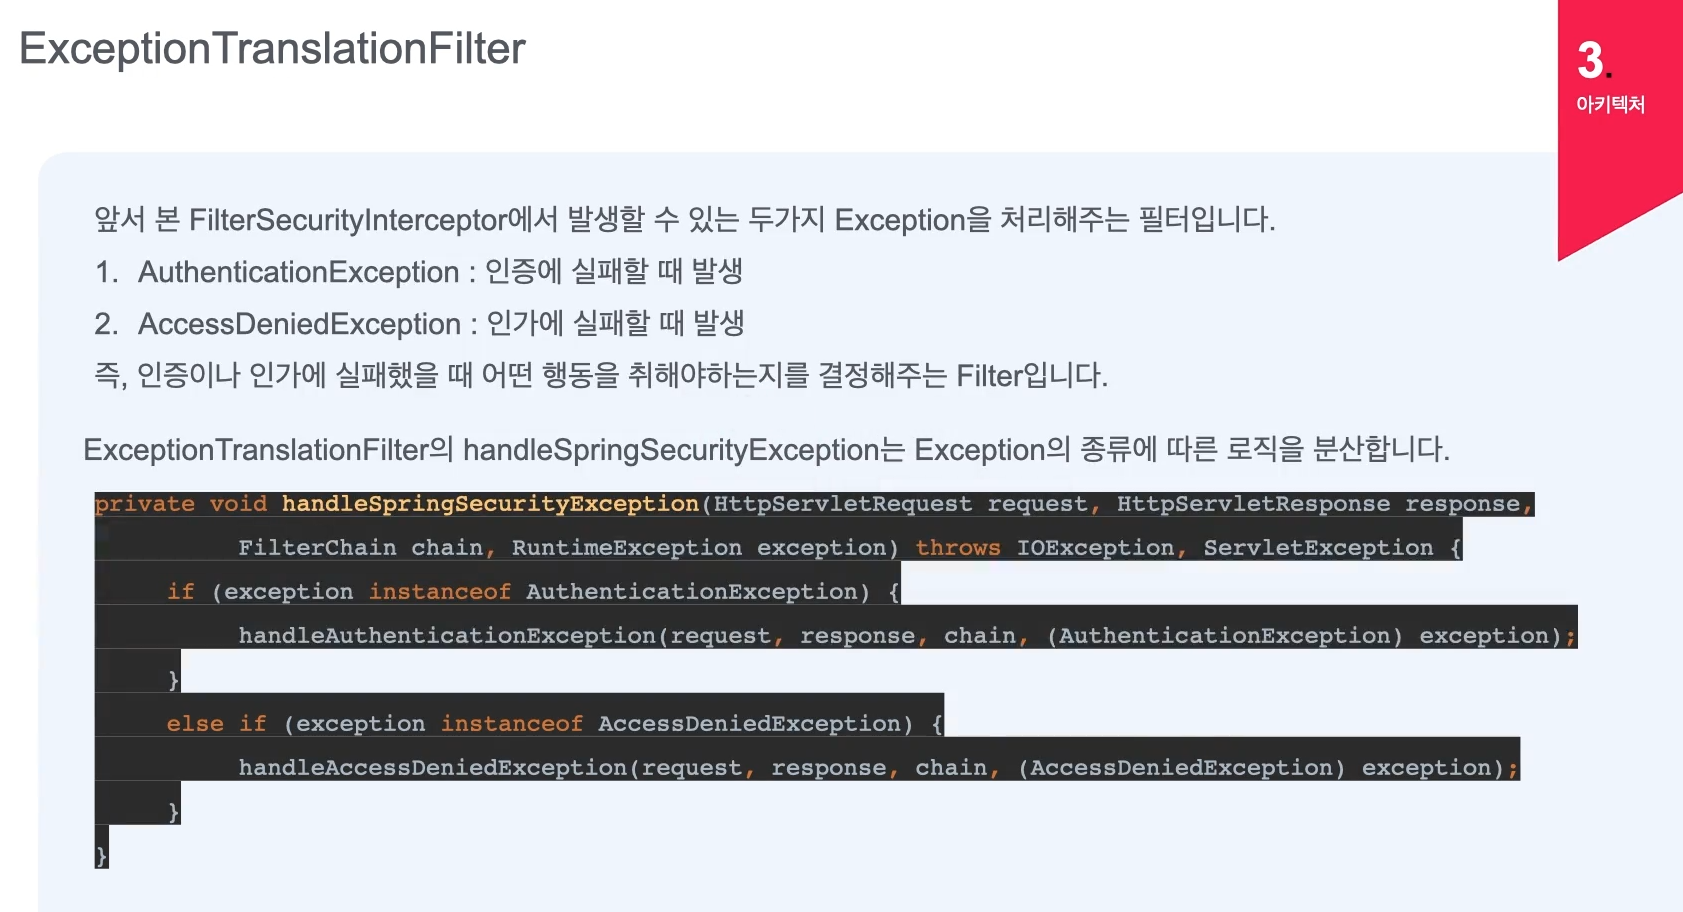 ExceptionTranslationFilter
3.
아키텍처
앞서 본 FilterSecurityInterceptor에서 발생할 수 있는 두가지 Exception을 처리해주는 필터입니다.
1. AuthenticationException : 인증에 실패할 때 발생
2. AccessDeniedException : 인가에 실패할 때 발생
즉, 인증이나 인가에 실패했을 때 어떤 행동을 취해야하는지를 결정해주는 Filter입니다.
ExceptionTranslationFilter의 handleSpringSecurityException는 Exception의 종류에 따른 로직을 분산합니다.
private void handleSpringSecurityException(HttpServletRequest request, HttpServletResponse response,
FilterChain chain, RuntimeException exception) throws IOException, ServletException {
if (exception instanceof AuthenticationException) {
handleAuthenticationException(request, response, chain, (AuthenticationException) exception);
}
else if (exception instanceof AccessDeniedException) {
handleAccessDeniedException(request, response, chain, (AccessDeniedException) exception);
}
}